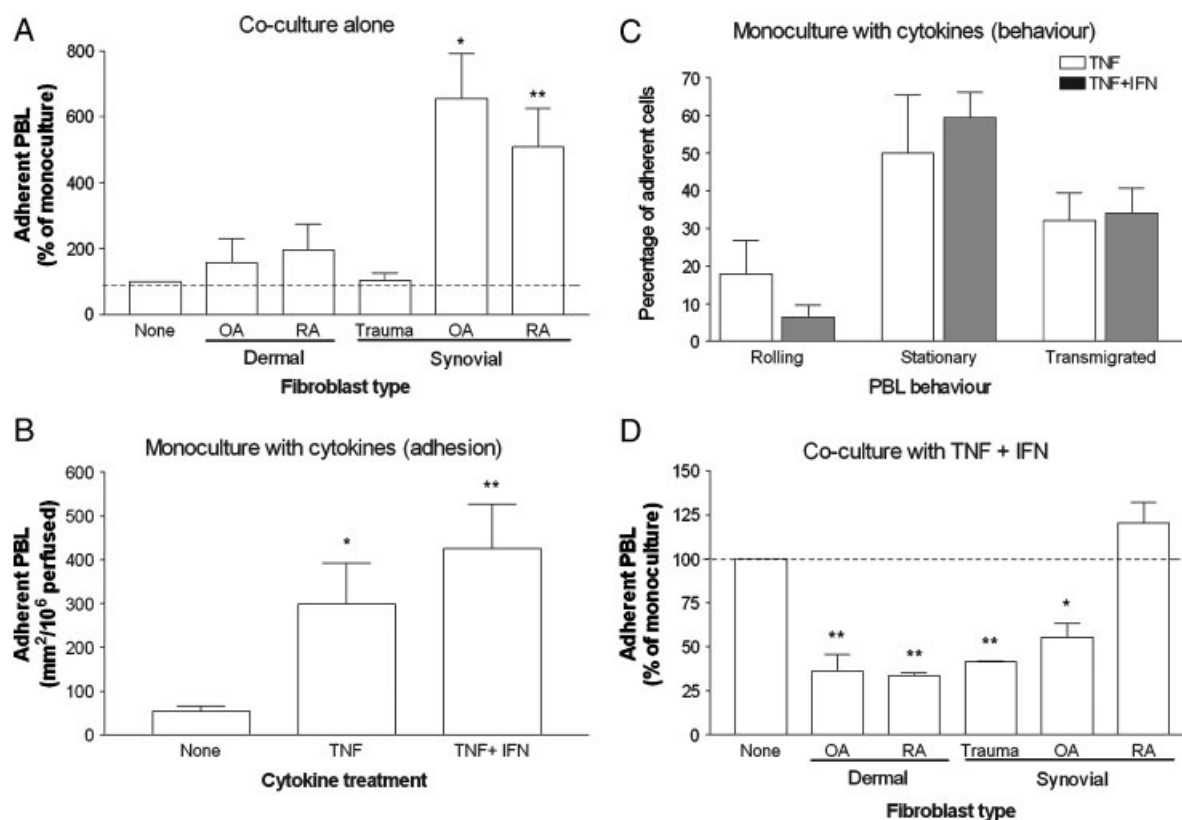 A
Co-culture alone
Adherent PBL
(% of monoculture)
800
600
400
200
0
*
**
None
OA
RA
Trauma
OA
RA
Dermal
Synovial
Fibroblast type
B
Monoculture with cytokines (adhesion)
Adherent PBL
(mm²/10⁶ perfused)
600
500
400
300
200
100
0
*
**
None
TNF
TNF+ IFN
Cytokine treatment
C
Monoculture with cytokines (behaviour)
TNF
TNF+IFN
Percentage of adherent cells
70
60
50
40
30
20
10
0
Rolling
Stationary
Transmigrated
PBL behaviour
D
Co-culture with TNF + IFN
Adherent PBL
(% of monoculture)
150
125
100
75
50
25
0
**
**
**
*
None
OA
RA
Trauma
OA
RA
Dermal
Synovial
Fibroblast type